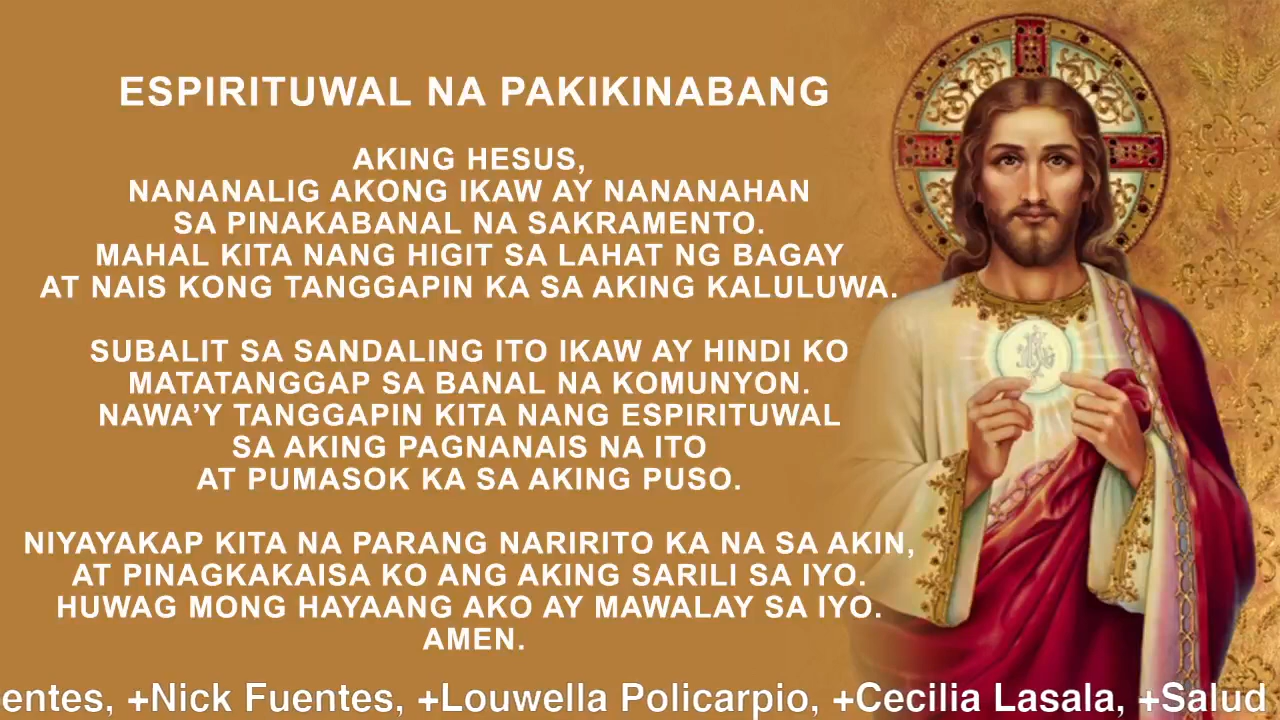 ESPIRITUWAL NA PAKIKINABANG
AKING HESUS,
NANANALIG AKONG IKAW AY NANANAHAN
SA PINAKABANAL NA SAKRAMENTO.
MAHAL KITA NANG HIGIT SA LAHAT NG BAGAY
AT NAIS KONG TANGGAPIN KA SA AKING KALULUWA.
SUBALIT SA SANDALING ITO IKAW AY HINDI KO
MATATANGGAP SA BANAL NA KOMUNYON.
NAWA’Y TANGGAPIN KITA NANG ESPIRITUWAL
SA AKING PAGNANAIS NA ITO
AT PUMASOK KA SA AKING PUSO.
NIYAYAKAP KITA NA PARANG NARIRITO KA NA SA AKIN,
AT PINAGKAKAISA KO ANG AKING SARILI SA IYO.
HUWAG MONG HAYAANG AKO AY MAWALAY SA IYO.
AMEN.
entes, +Nick Fuentes, +Louwella Policarpio, +Cecilia Lasala, +Salud